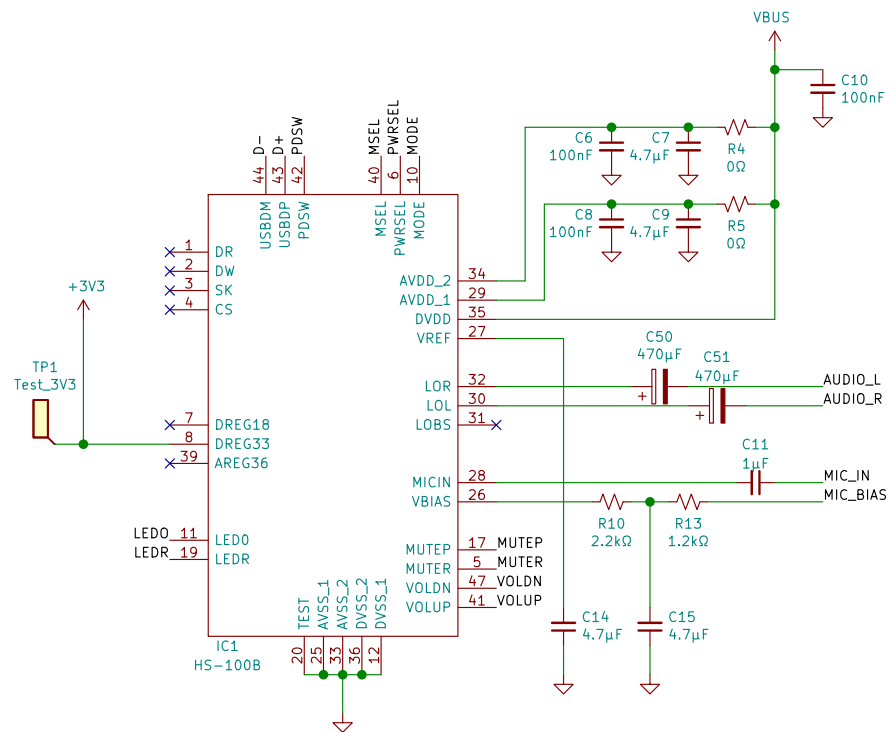 VBUS
C10
100nF
D-
D+
PDSW
MSEL
PWRSEL
MODE
C6
100nF
C7
4.7µF
R4
0Ω
44
43
42
40
6
10
USBDM
USBDP
PDSW
MSEL
PWRSEL
MODE
C8
100nF
C9
4.7µF
R5
0Ω
1 DR
2 DW
3 SK
4 CS
AVDD_2 34
AVDD_1 29
DVDD 35
VREF 27
+3V3
TP1
Test_3V3
C50
470µF
C51
470µF
+
+
LOR 32
LOL 30
LOBS 31
AUDIO_L
AUDIO_R
7 DREG18
8 DREG33
39 AREG36
C11
1µF
MICIN 28
VBIAS 26
MIC_IN
MIC_BIAS
R10
2.2kΩ
R13
1.2kΩ
LEDO 11 LEDO
LEDR 19 LEDR
MUTEP 17 MUTEP
MUTER 5 MUTER
VOLDN 47 VOLDN
VOLUP 41 VOLUP
TEST
AVSS_1
AVSS_2
DVSS_2
DVSS_1
20
25
33
36
12
IC1
HS-100B
C14
4.7µF
C15
4.7µF